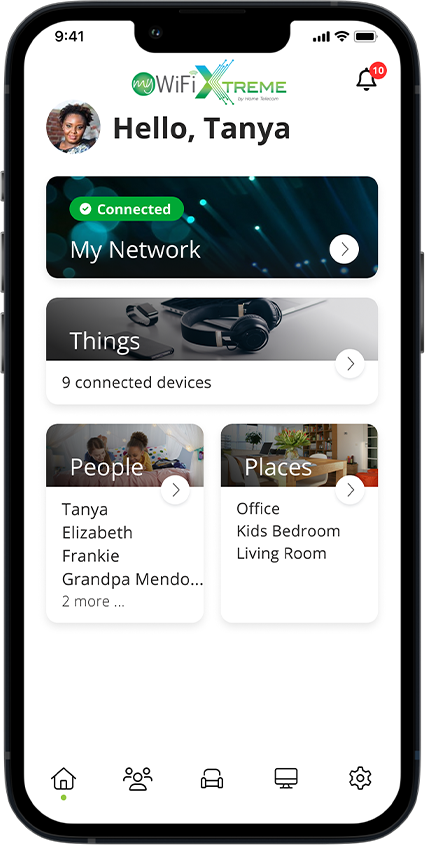 9:41
my WiFi XTREME
by Home Telecom
10
Hello, Tanya
Connected
My Network
Things
9 connected devices
People
Tanya
Elizabeth
Frankie
Grandpa Mendo...
2 more ...
Places
Office
Kids Bedroom
Living Room